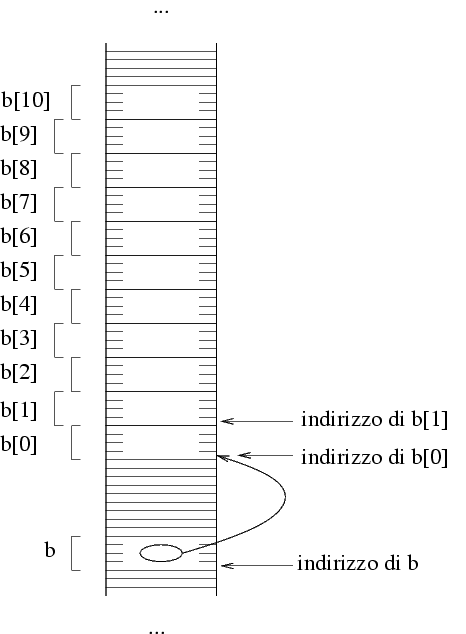 ...
b[10]
b[9]
b[8]
b[7]
b[6]
b[5]
b[4]
b[3]
b[2]
b[1]
indirizzo di b[1]
b[0]
indirizzo di b[0]
b
indirizzo di b
...